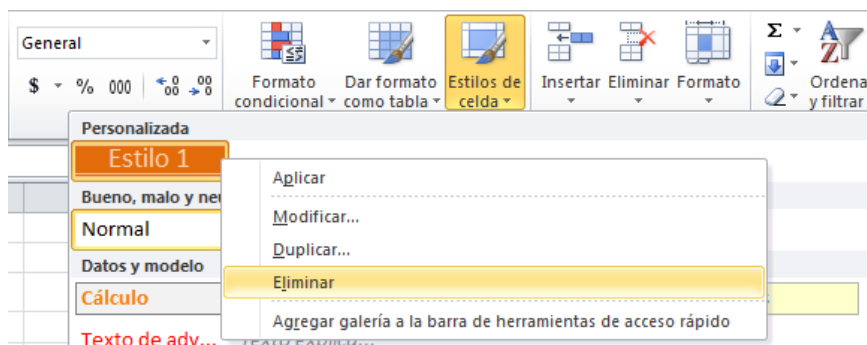 General
$ % 000 ,00 ,00
Formato condicional
Dar formato como tabla
Estilos de celda
Insertar Eliminar Formato
Σ
Ordena
y filtrar
Personalizada
Estilo 1
Bueno, malo y neu
Normal
Datos y modelo
Cálculo
Texto de adv...
Aplicar
Modificar...
Duplicar...
Eliminar
Agregar galería a la barra de herramientas de acceso rápido